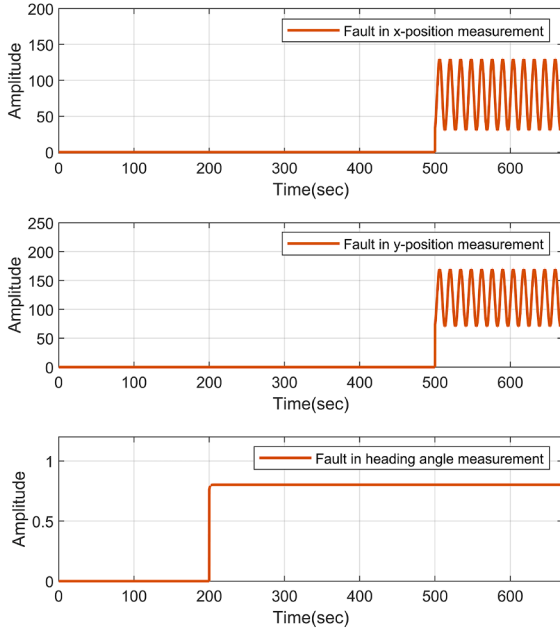 200
Fault in x-position measurement
150
100
50
0
Amplitude
0 100 200 300 400 500 600
Time(sec)
250
Fault in y-position measurement
200
150
100
50
0
Amplitude
0 100 200 300 400 500 600
Time(sec)
Fault in heading angle measurement
1
0.5
0
Amplitude
0 100 200 300 400 500 600
Time(sec)